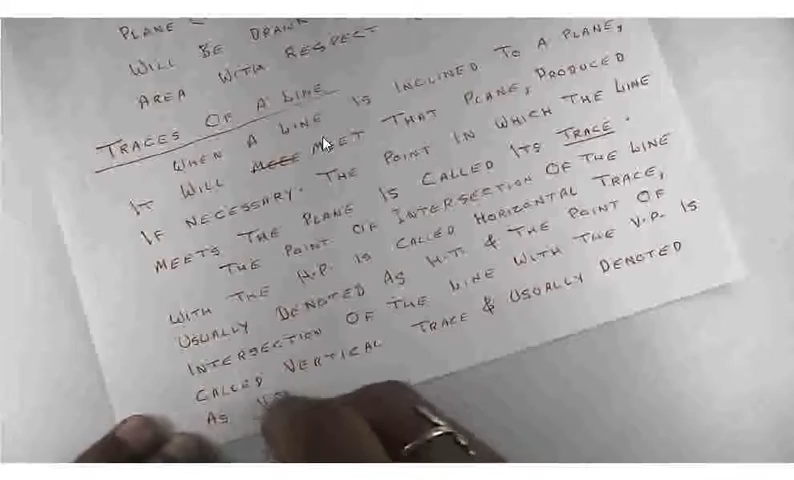 PLANE
WILL BE DRAWN
AREA WITH RESPECT
TRACES OF A LINE
WHEN A LINE IS INCLINED TO A PLANE,
IT WILL MEEE MEET THAT PLANE, PRODUCED
IF NECESSARY. THE POINT IN WHICH THE LINE
MEETS THE PLANE IS CALLED ITS TRACE.
THE POINT OF INTERSECTION OF THE LINE
WITH THE H.P. IS CALLED HORIZONTAL TRACE,
USUALLY DENOTED AS H.T. & THE POINT OF
INTERSECTION OF THE LINE WITH THE V.P. IS
CALLED VERTICAL TRACE & USUALLY DENOTED
AS